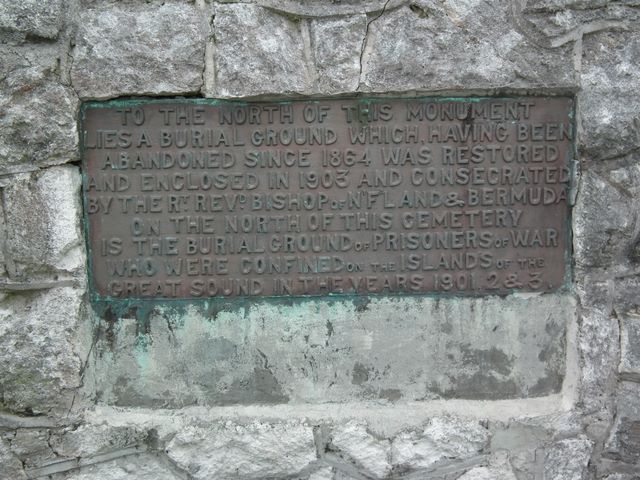 TO THE NORTH OF THIS MONUMENT
LIES A BURIAL GROUND WHICH, HAVING BEEN
ABANDONED SINCE 1864 WAS RESTORED
AND ENCLOSED IN 1903 AND CONSECRATED
BY THE RT REVD BISHOP OF NFLAND & BERMUDA
ON THE NORTH OF THIS CEMETERY
IS THE BURIAL GROUND OF PRISONERS OF WAR
WHO WERE CONFINED ON THE ISLANDS OF THE
GREAT SOUND IN THE YEARS 1901. 2 & 3